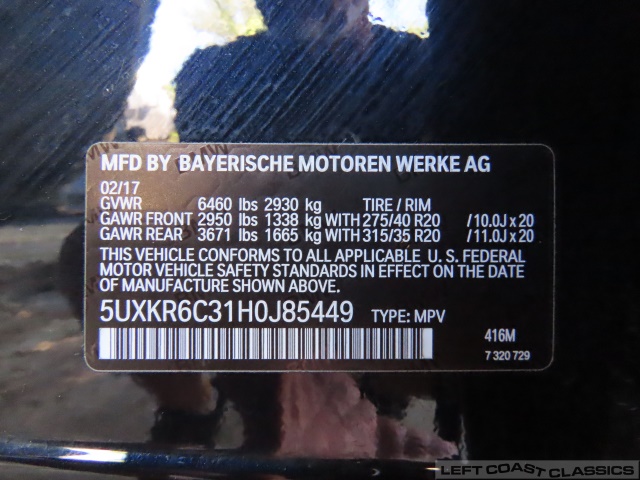 MFD BY BAYERISCHE MOTOREN WERKE AG
02/17
GVWR 6460 lbs 2930 kg TIRE / RIM
GAWR FRONT 2950 lbs 1338 kg WITH 275/40 R20 /10.0J x 20
GAWR REAR 3671 lbs 1665 kg WITH 315/35 R20 /11.0J x 20
THIS VEHICLE CONFORMS TO ALL APPLICABLE U. S. FEDERAL
MOTOR VEHICLE SAFETY STANDARDS IN EFFECT ON THE DATE
OF MANUFACTURE SHOWN ABOVE.
5UXKR6C31H0J85449 TYPE: MPV
416M
7 320 729
LEFT COAST CLASSICS